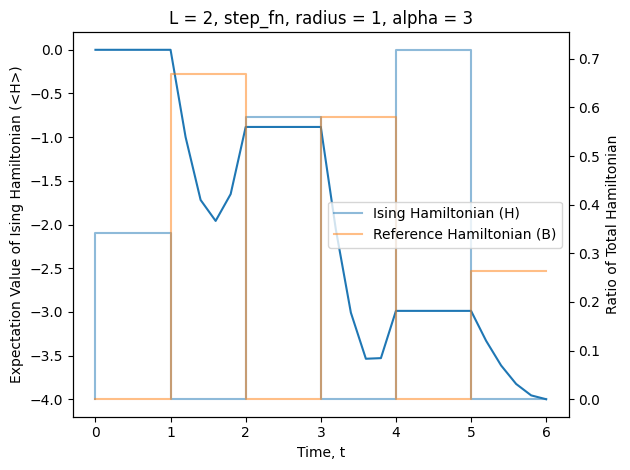 L = 2, step_fn, radius = 1, alpha = 3
Expectation Value of Ising Hamiltonian (<H>)
0.0
−0.5
−1.0
−1.5
−2.0
−2.5
−3.0
−3.5
−4.0
Ising Hamiltonian (H)
Reference Hamiltonian (B)
0.7
0.6
0.5
0.4
0.3
0.2
0.1
0.0
Ratio of Total Hamiltonian
0 1 2 3 4 5 6
Time, t